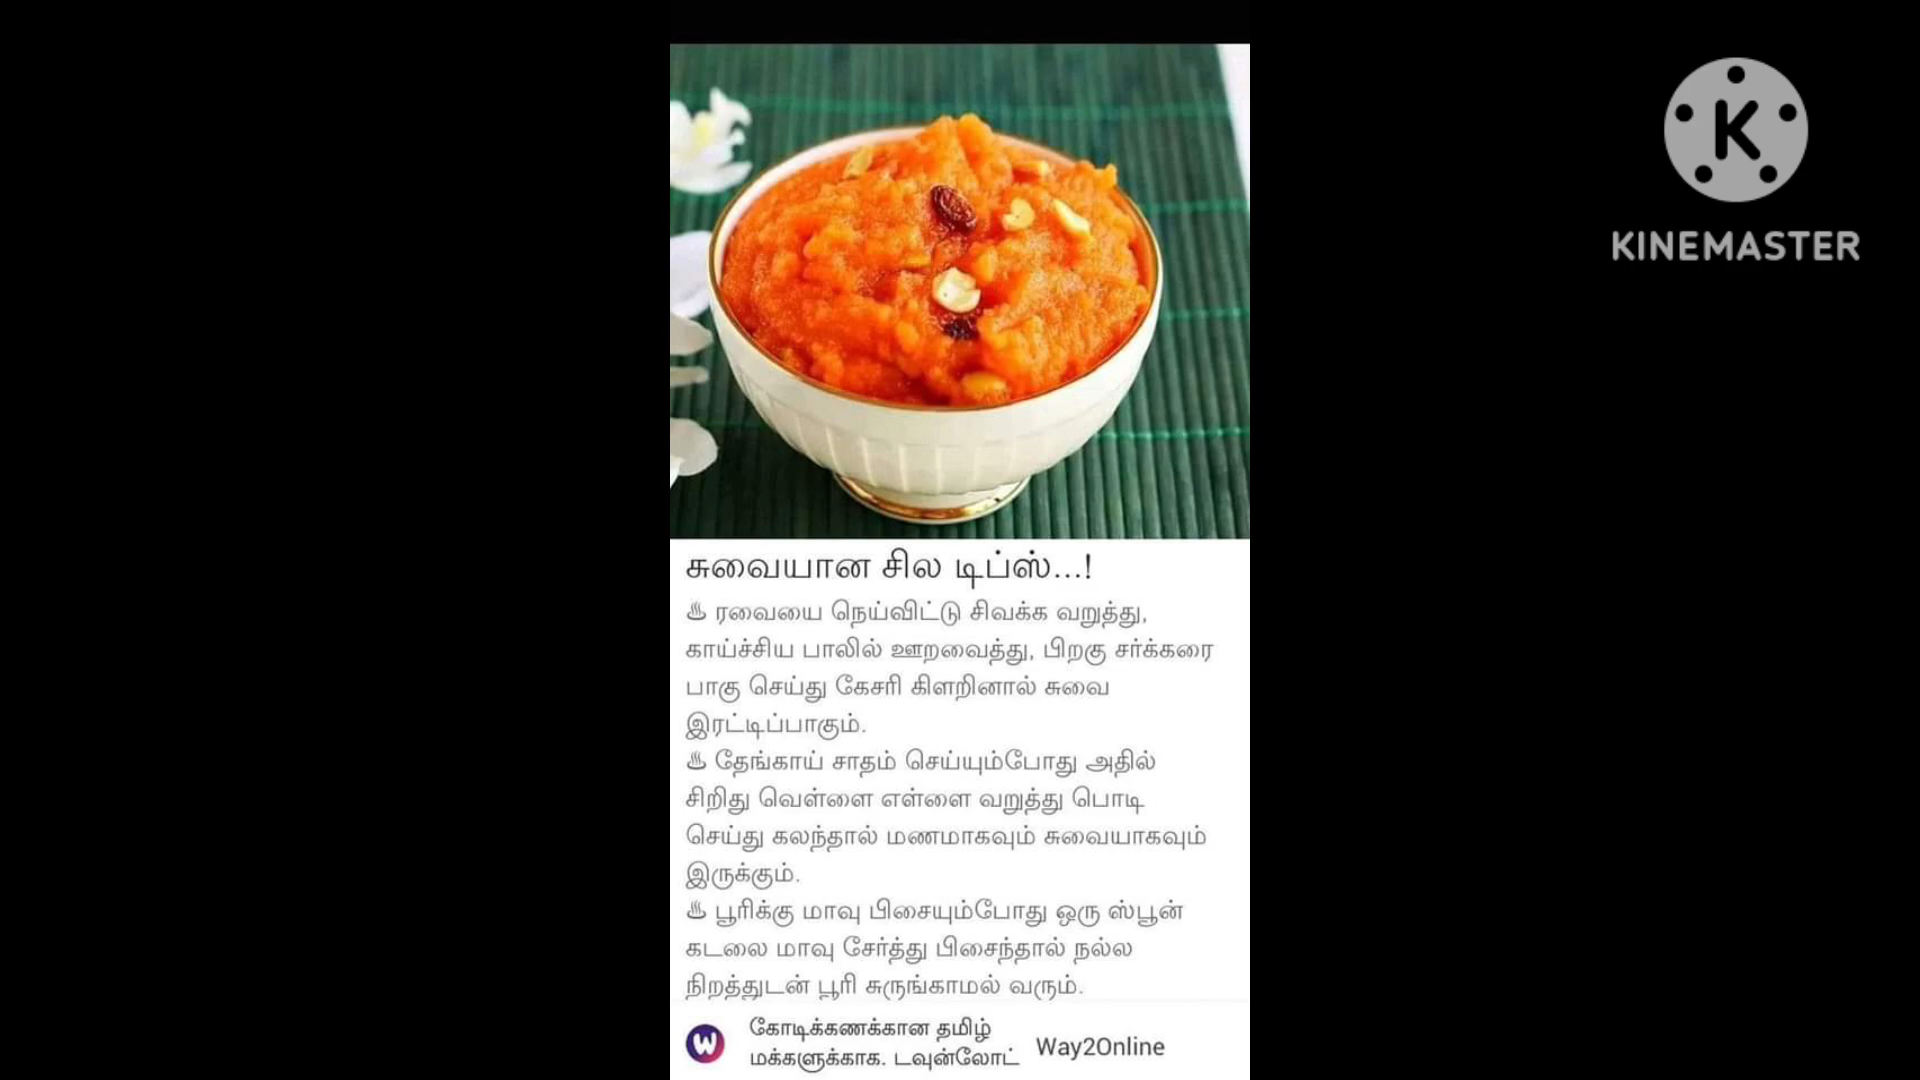 KINEMASTER
சுவையான சில டிப்ஸ்...!
♨ ரவையை நெய்விட்டு சிவக்க வறுத்து,
காய்ச்சிய பாலில் ஊறவைத்து, பிறகு சர்க்கரை
பாகு செய்து கேசரி கிளறினால் சுவை
இரட்டிப்பாகும்.
♨ தேங்காய் சாதம் செய்யும்போது அதில்
சிறிது வெள்ளை எள்ளை வறுத்து பொடி
செய்து கலந்தால் மணமாகவும் சுவையாகவும்
இருக்கும்.
♨ பூரிக்கு மாவு பிசையும்போது ஒரு ஸ்பூன்
கடலை மாவு சேர்த்து பிசைந்தால் நல்ல
நிறத்துடன் பூரி சுருங்காமல் வரும்.
கோடிக்கணக்கான தமிழ்
மக்களுக்காக. டவுன்லோட் Way2Online